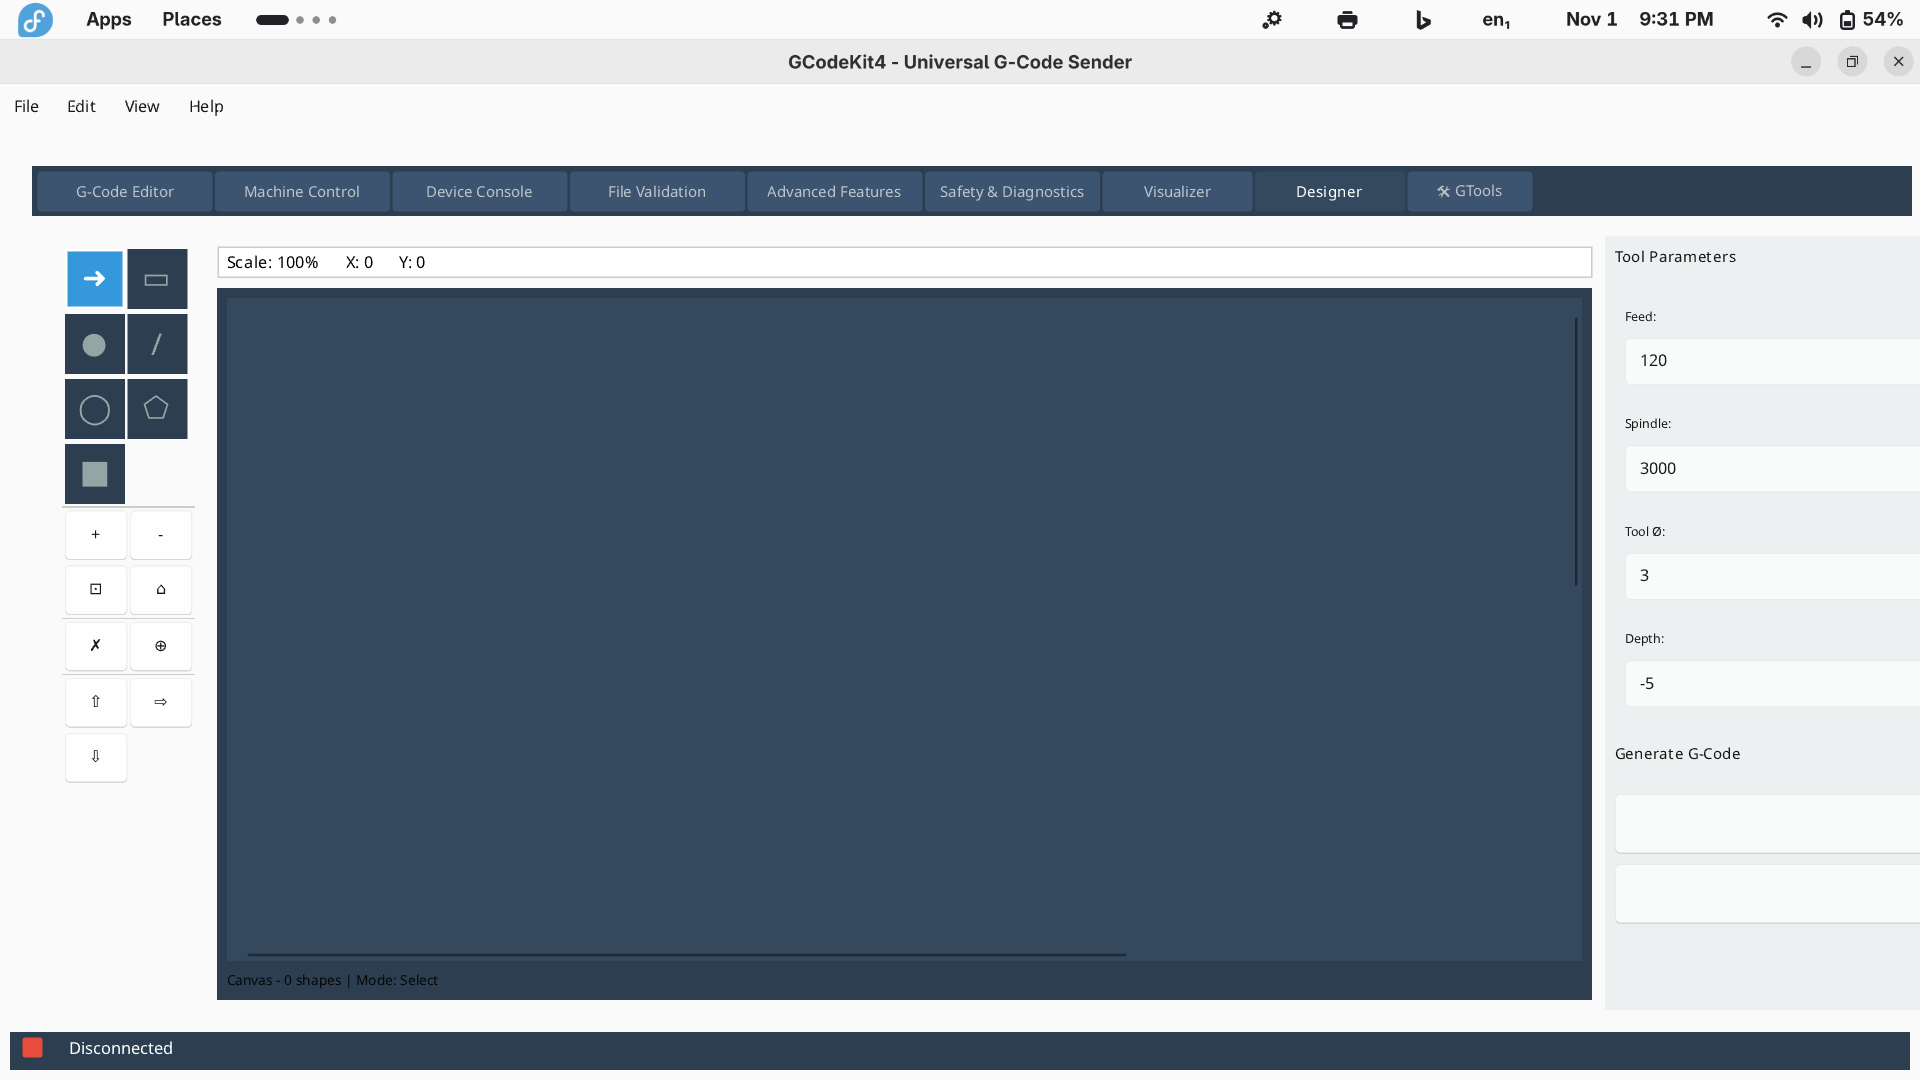 Apps Places en₁ Nov 1 9:31 PM 54%
GCodeKit4 - Universal G-Code Sender
File Edit View Help
G-Code Editor Machine Control Device Console File Validation Advanced Features Safety & Diagnostics Visualizer Designer 🛠 GTools
Scale: 100% X: 0 Y: 0
Tool Parameters
Feed:
120
Spindle:
3000
Tool Ø:
3
Depth:
-5
Generate G-Code
Canvas - 0 shapes | Mode: Select
Disconnected